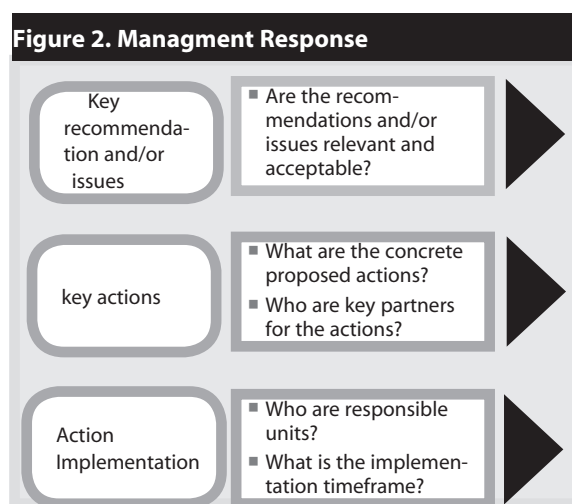 Figure 2. Managment Response
Key
recommenda-
tion and/or
issues
▪ Are the recom-
mendations and/or
issues relevant and
acceptable?
key actions
▪ What are the concrete
proposed actions?
▪ Who are key partners
for the actions?
Action
Implementation
▪ Who are responsible
units?
▪ What is the implemen-
tation timeframe?